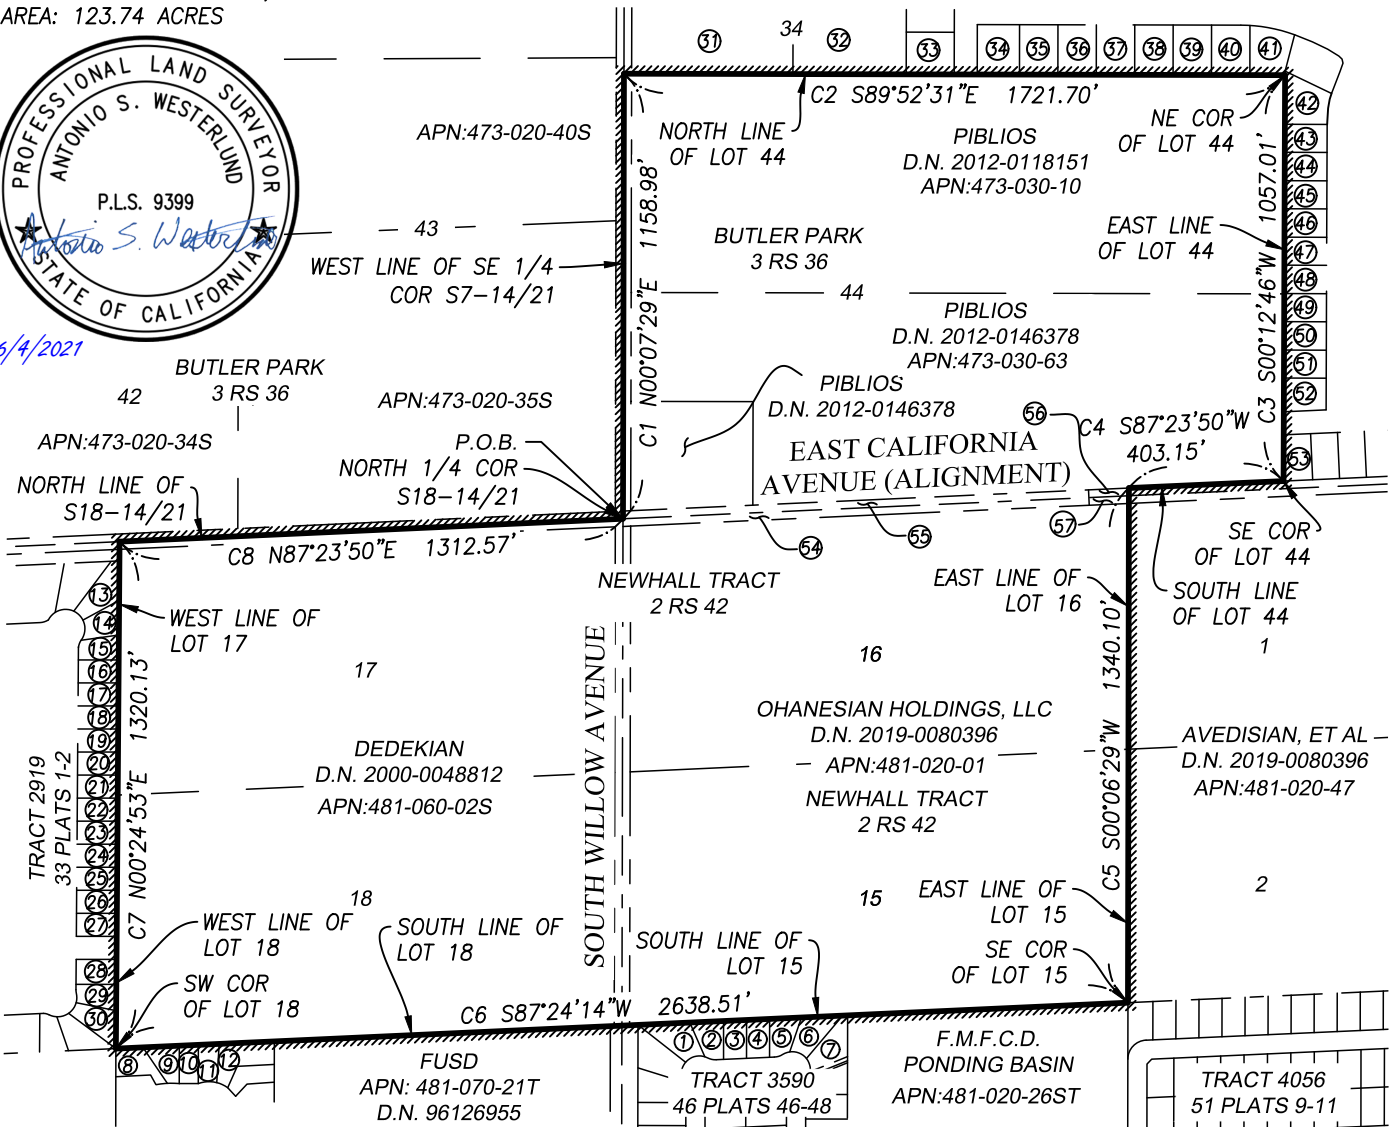 AREA: 123.74 ACRES
PROFESSIONAL LAND SURVEYOR
ANTONIO S. WESTERLUND
P.L.S. 9399
Antonio S. Westerlund
STATE OF CALIFORNIA
6/4/2021
31
34
32
33
34
35
36
37
38
39
40
41
C2 S89°52'31"E 1721.70'
APN:473-020-40S
NORTH LINE
OF LOT 44
PIBLIOS
D.N. 2012-0118151
APN:473-030-10
NE COR
OF LOT 44
42
43
44
45
46
47
48
49
50
51
52
53
43
WEST LINE OF SE 1/4
COR S7-14/21
C1 N00°07'29"E 1158.98'
BUTLER PARK
3 RS 36
EAST LINE
OF LOT 44
C3 S00°12'46"W 1057.01'
44
PIBLIOS
D.N. 2012-0146378
APN:473-030-63
BUTLER PARK
3 RS 36
42
APN:473-020-35S
PIBLIOS
D.N. 2012-0146378
56
C4 S87°23'50"W
403.15'
APN:473-020-34S
P.O.B.
NORTH 1/4 COR
S18-14/21
EAST CALIFORNIA
AVENUE (ALIGNMENT)
NORTH LINE OF
S18-14/21
C8 N87°23'50"E 1312.57'
54
55
57
SE COR
OF LOT 44
NEWHALL TRACT
2 RS 42
EAST LINE OF
LOT 16
SOUTH LINE
OF LOT 44
13
14
15
16
17
18
19
20
21
22
23
24
25
26
27
28
29
30
WEST LINE OF
LOT 17
17
16
1
C7 N00°24'53"E 1320.13'
TRACT 2919
33 PLATS 1-2
DEDEKIAN
D.N. 2000-0048812
APN:481-060-02S
SOUTH WILLOW AVENUE
OHANESIAN HOLDINGS, LLC
D.N. 2019-0080396
APN:481-020-01
NEWHALL TRACT
2 RS 42
C5 S00°06'29"W 1340.10'
AVEDISIAN, ET AL
D.N. 2019-0080396
APN:481-020-47
18
15
2
WEST LINE OF
LOT 18
SOUTH LINE OF
LOT 18
SOUTH LINE OF
LOT 15
EAST LINE OF
LOT 15
SE COR
OF LOT 15
SW COR
OF LOT 18
C6 S87°24'14"W 2638.51'
8
9
10
11
12
FUSD
APN: 481-070-21T
D.N. 96126955
1
2
3
4
5
6
7
TRACT 3590
46 PLATS 46-48
F.M.F.C.D.
PONDING BASIN
APN:481-020-26ST
TRACT 4056
51 PLATS 9-11